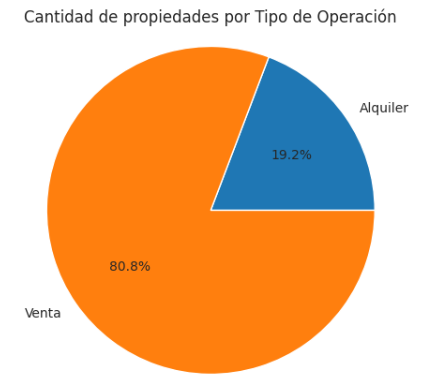 Cantidad de propiedades por Tipo de Operación
Alquiler
19.2%
80.8%
Venta